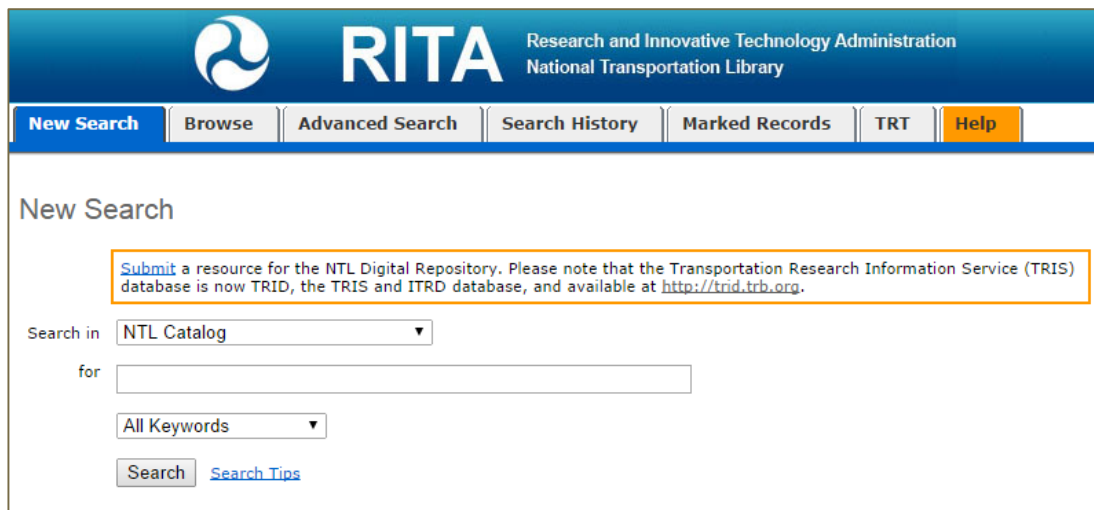 RITA
Research and Innovative Technology Administration
National Transportation Library
New Search Browse Advanced Search Search History Marked Records TRT Help
New Search
Submit a resource for the NTL Digital Repository. Please note that the Transportation Research Information Service (TRIS)
database is now TRID, the TRIS and ITRD database, and available at http://trid.trb.org.
Search in NTL Catalog
for
All Keywords
Search Search Tips